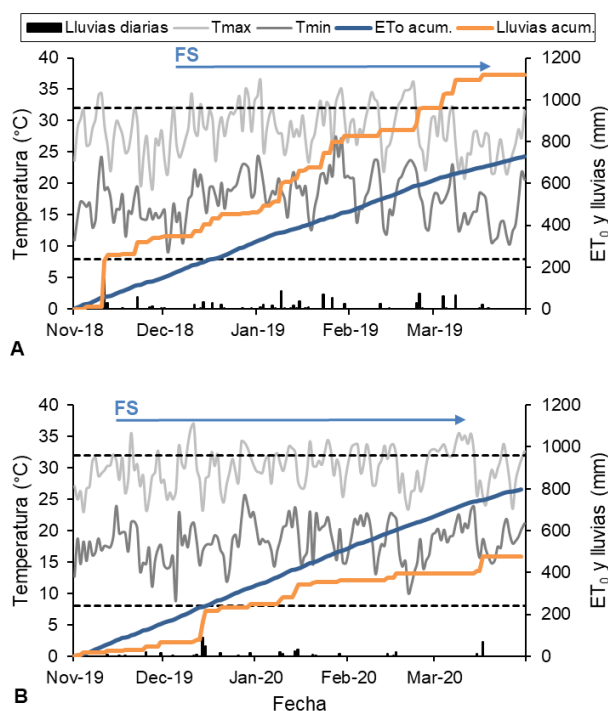 Lluvias diarias Tmax Tmin ETo acum. Lluvias acum.
FS
Temperatura (°C)
40
35
30
25
20
15
10
5
0
1200
1000
800
600
400
200
0
ET0 y lluvias (mm)
Nov-18 Dec-18 Jan-19 Feb-19 Mar-19
A
FS
Temperatura (°C)
40
35
30
25
20
15
10
5
0
1200
1000
800
600
400
200
0
ET0 y lluvias (mm)
Nov-19 Dec-19 Jan-20 Feb-20 Mar-20
B
Fecha